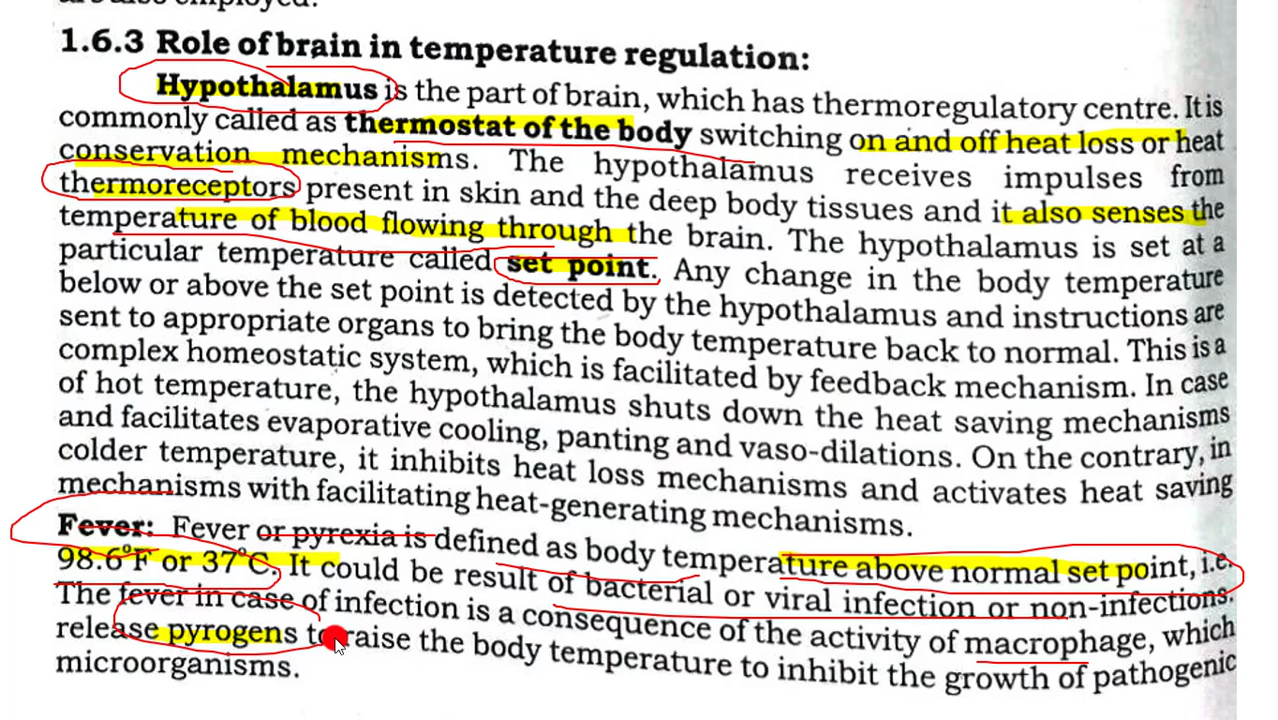 are also employed.
1.6.3 Role of brain in temperature regulation:
Hypothalamus is the part of brain, which has thermoregulatory centre. It is
commonly called as thermostat of the body switching on and off heat loss or heat
conservation mechanisms. The hypothalamus receives impulses from
thermoreceptors present in skin and the deep body tissues and it also senses the
temperature of blood flowing through the brain. The hypothalamus is set at a
particular temperature called set point. Any change in the body temperature
below or above the set point is detected by the hypothalamus and instructions are
sent to appropriate organs to bring the body temperature back to normal. This is a
complex homeostatic system, which is facilitated by feedback mechanism. In case
of hot temperature, the hypothalamus shuts down the heat saving mechanisms
and facilitates evaporative cooling, panting and vaso-dilations. On the contrary, in
colder temperature, it inhibits heat loss mechanisms and activates heat saving
mechanisms with facilitating heat-generating mechanisms.
Fever: Fever or pyrexia is defined as body temperature above normal set point, i.e.
98.6°F or 37°C. It could be result of bacterial or viral infection or non-infections.
The fever in case of infection is a consequence of the activity of macrophage, which
release pyrogens to raise the body temperature to inhibit the growth of pathogenic
microorganisms.